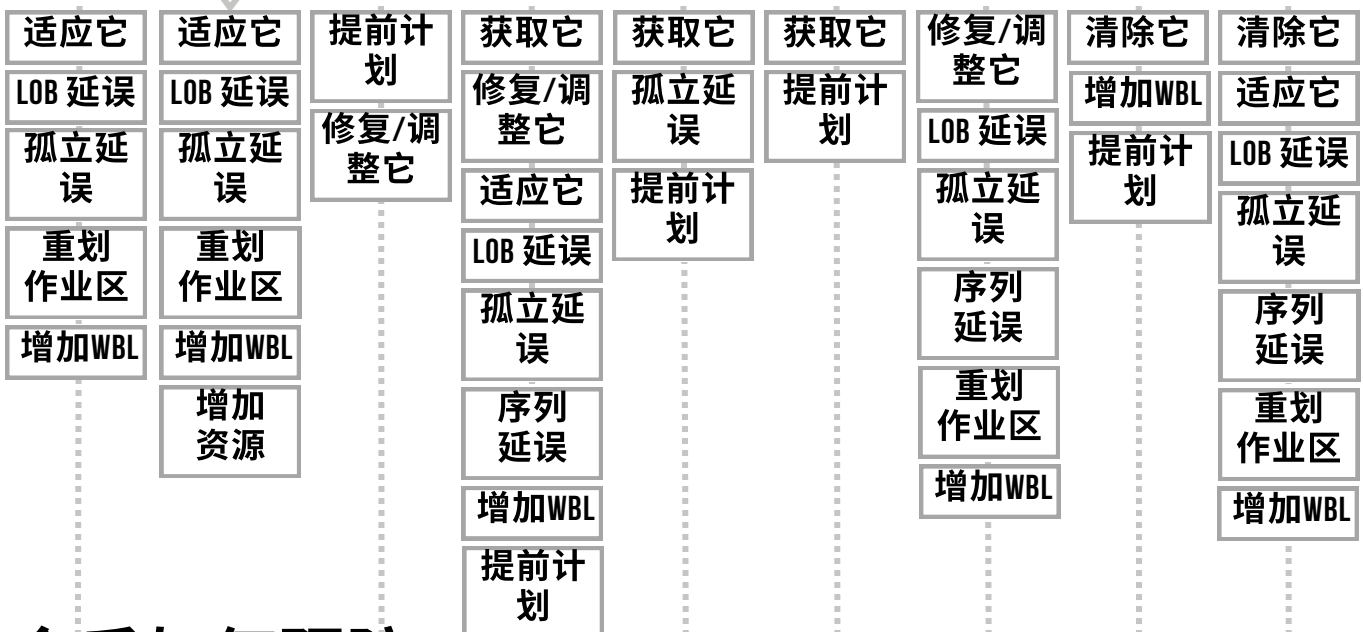 适应它
LOB 延误
孤立延
误
重划
作业区
增加WBL
适应它
LOB 延误
孤立延
误
重划
作业区
增加WBL
增加
资源
提前计
划
修复/调
整它
获取它
修复/调
整它
适应它
LOB 延误
孤立延
误
序列
延误
增加WBL
提前计
划
获取它
孤立延
误
提前计
划
获取它
提前计
划
修复/调
整它
LOB 延误
孤立延
误
序列
延误
重划
作业区
增加WBL
清除它
增加WBL
提前计
划
清除它
适应它
LOB 延误
孤立延
误
序列
延误
重划
作业区
增加WBL